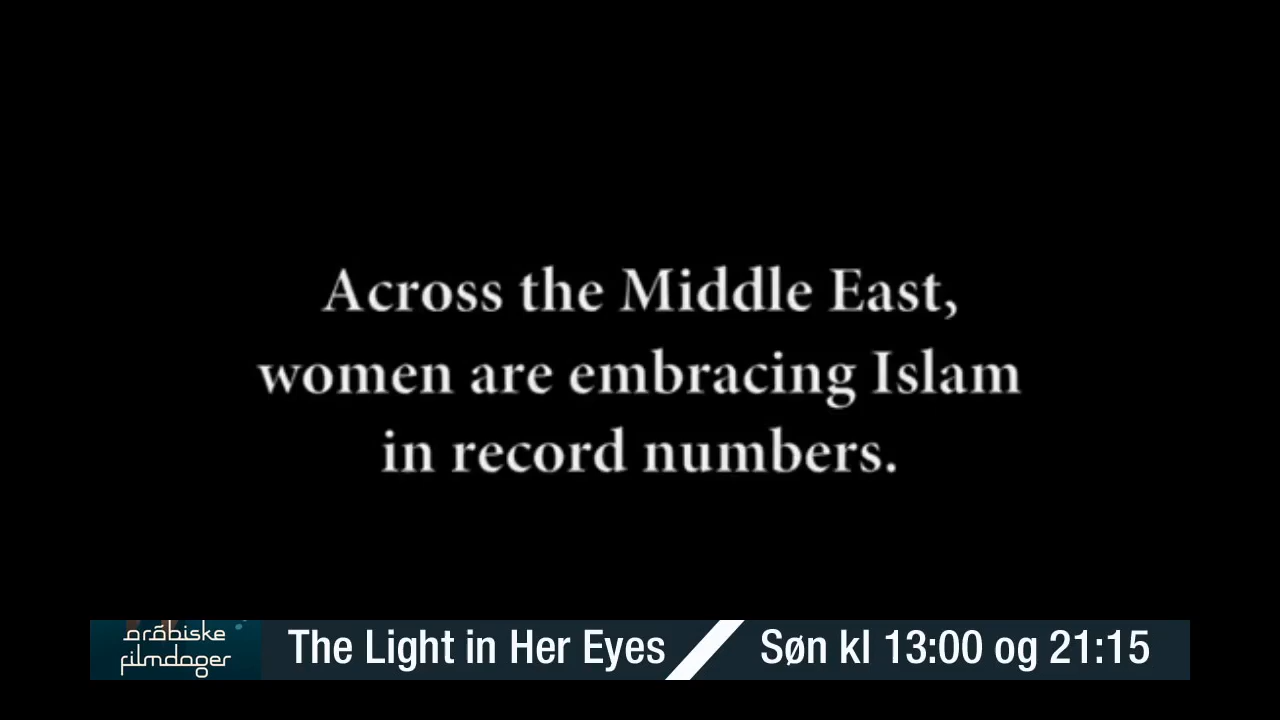 Across the Middle East,
women are embracing Islam
in record numbers.
arabiske
filmdager
The Light in Her Eyes
Søn kl 13:00 og 21:15